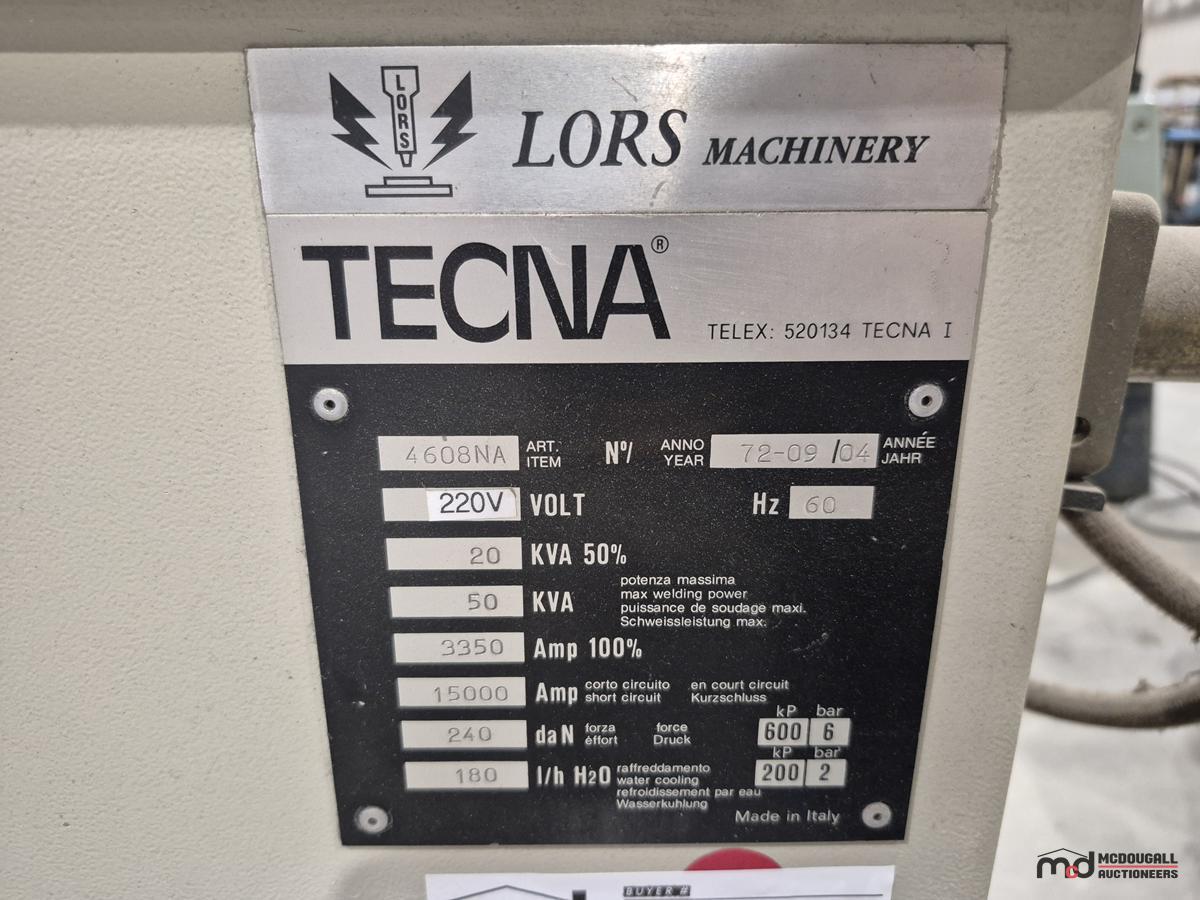 LORS
LORS MACHINERY
TECNA®
TELEX: 520134 TECNA I
4608NA ART. ITEM Nº/ ANNO YEAR 72-09 /04 ANNÉE JAHR
220V VOLT Hz 60
20 KVA 50%
50 KVA potenza massima
max welding power
puissance de soudage maxi.
Schweissleistung max.
3350 Amp 100%
15000 Amp corto circuito en court circuit
short circuit Kurzschluss
kP bar
240 daN forza force 600 6
éffort Druck
kP bar
180 l/h H2O raffreddamento 200 2
water cooling
refroidissement par eau
Wasserkuhlung
Made in Italy
BUYER #
mcd MCDOUGALL
AUCTIONEERS